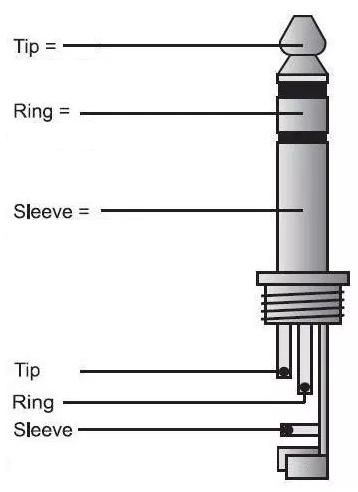 Tip =
Ring =
Sleeve =
Tip
Ring
Sleeve